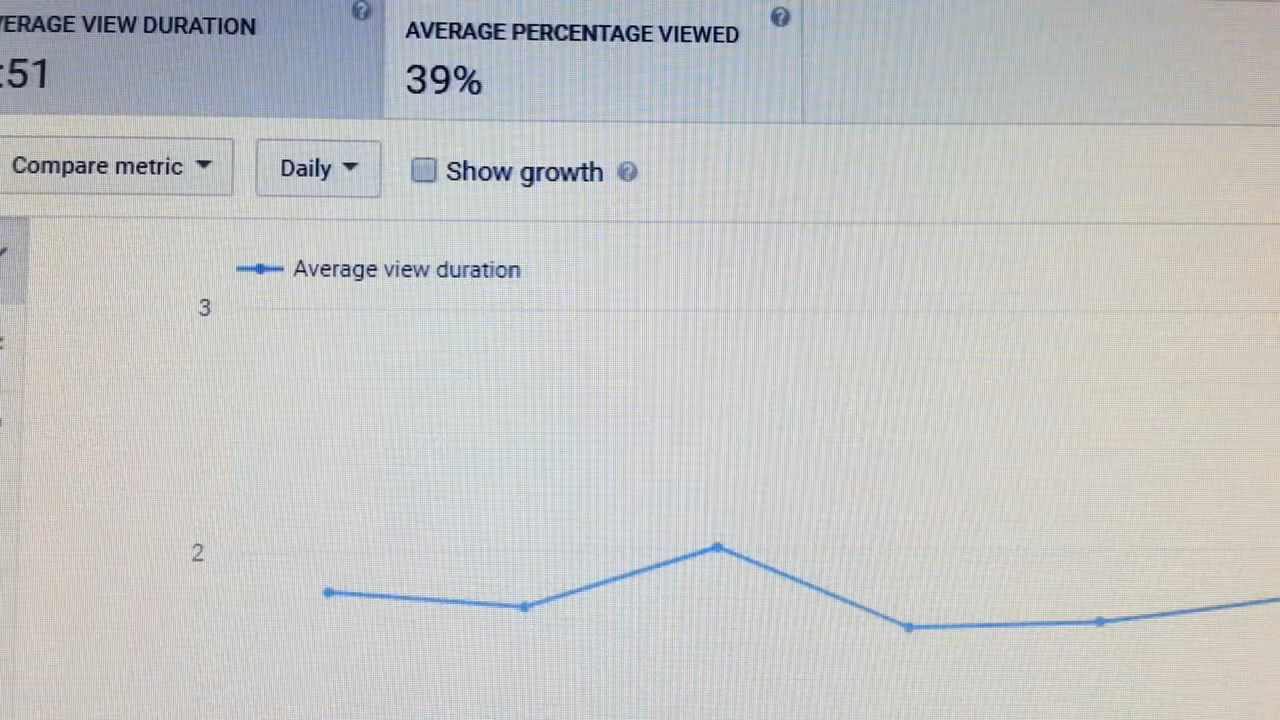 ERAGE VIEW DURATION
AVERAGE PERCENTAGE VIEWED
:51
39%
Compare metric
Daily
Show growth
Average view duration
3
2